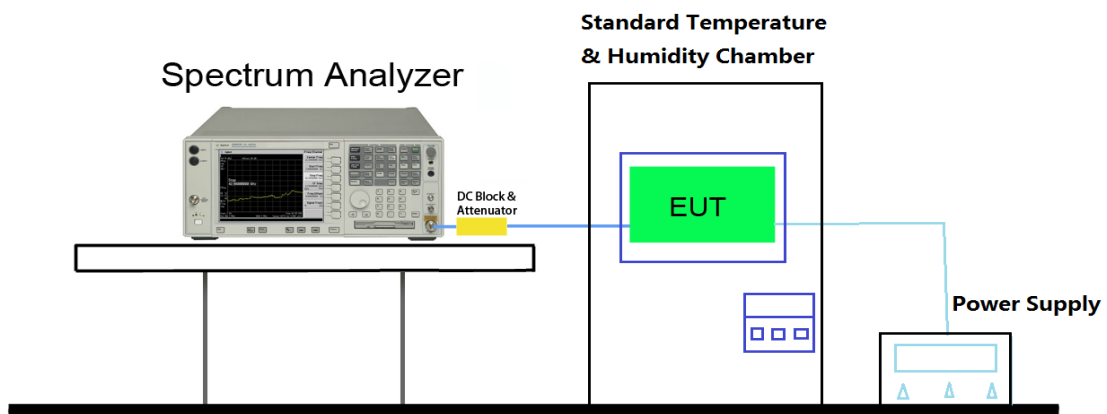 Standard Temperature
& Humidity Chamber
Spectrum Analyzer
DC Block &
Attenuator
EUT
Power Supply